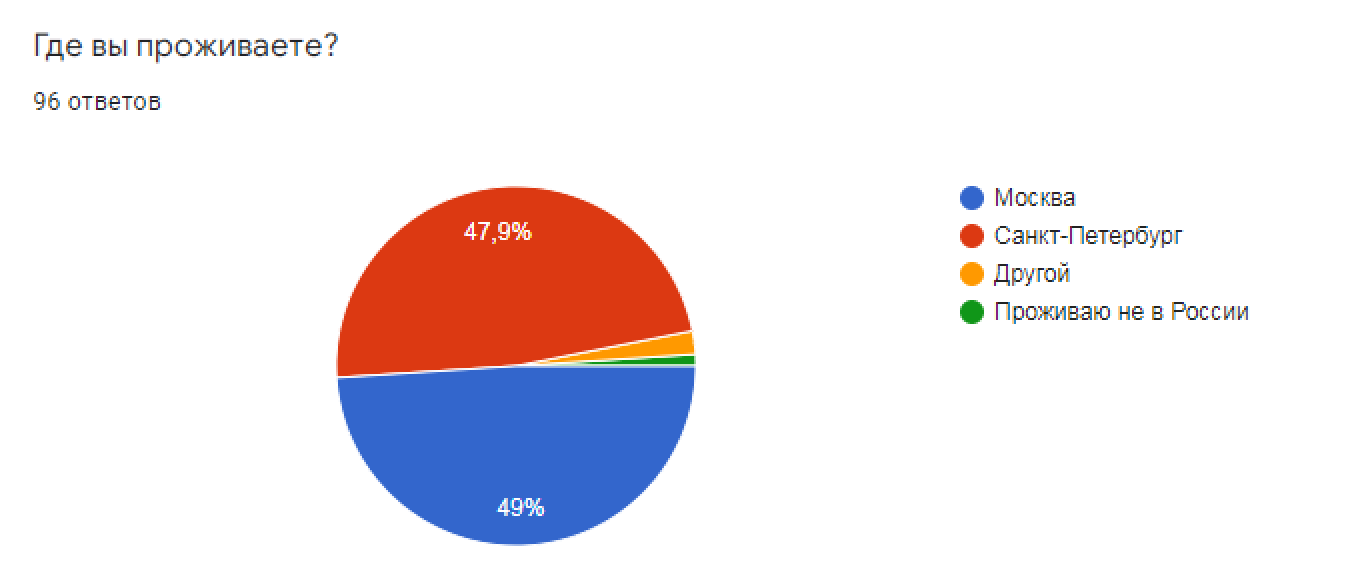 Где вы проживаете?
96 ответов
47,9%
49%
Москва
Санкт-Петербург
Другой
Проживаю не в России